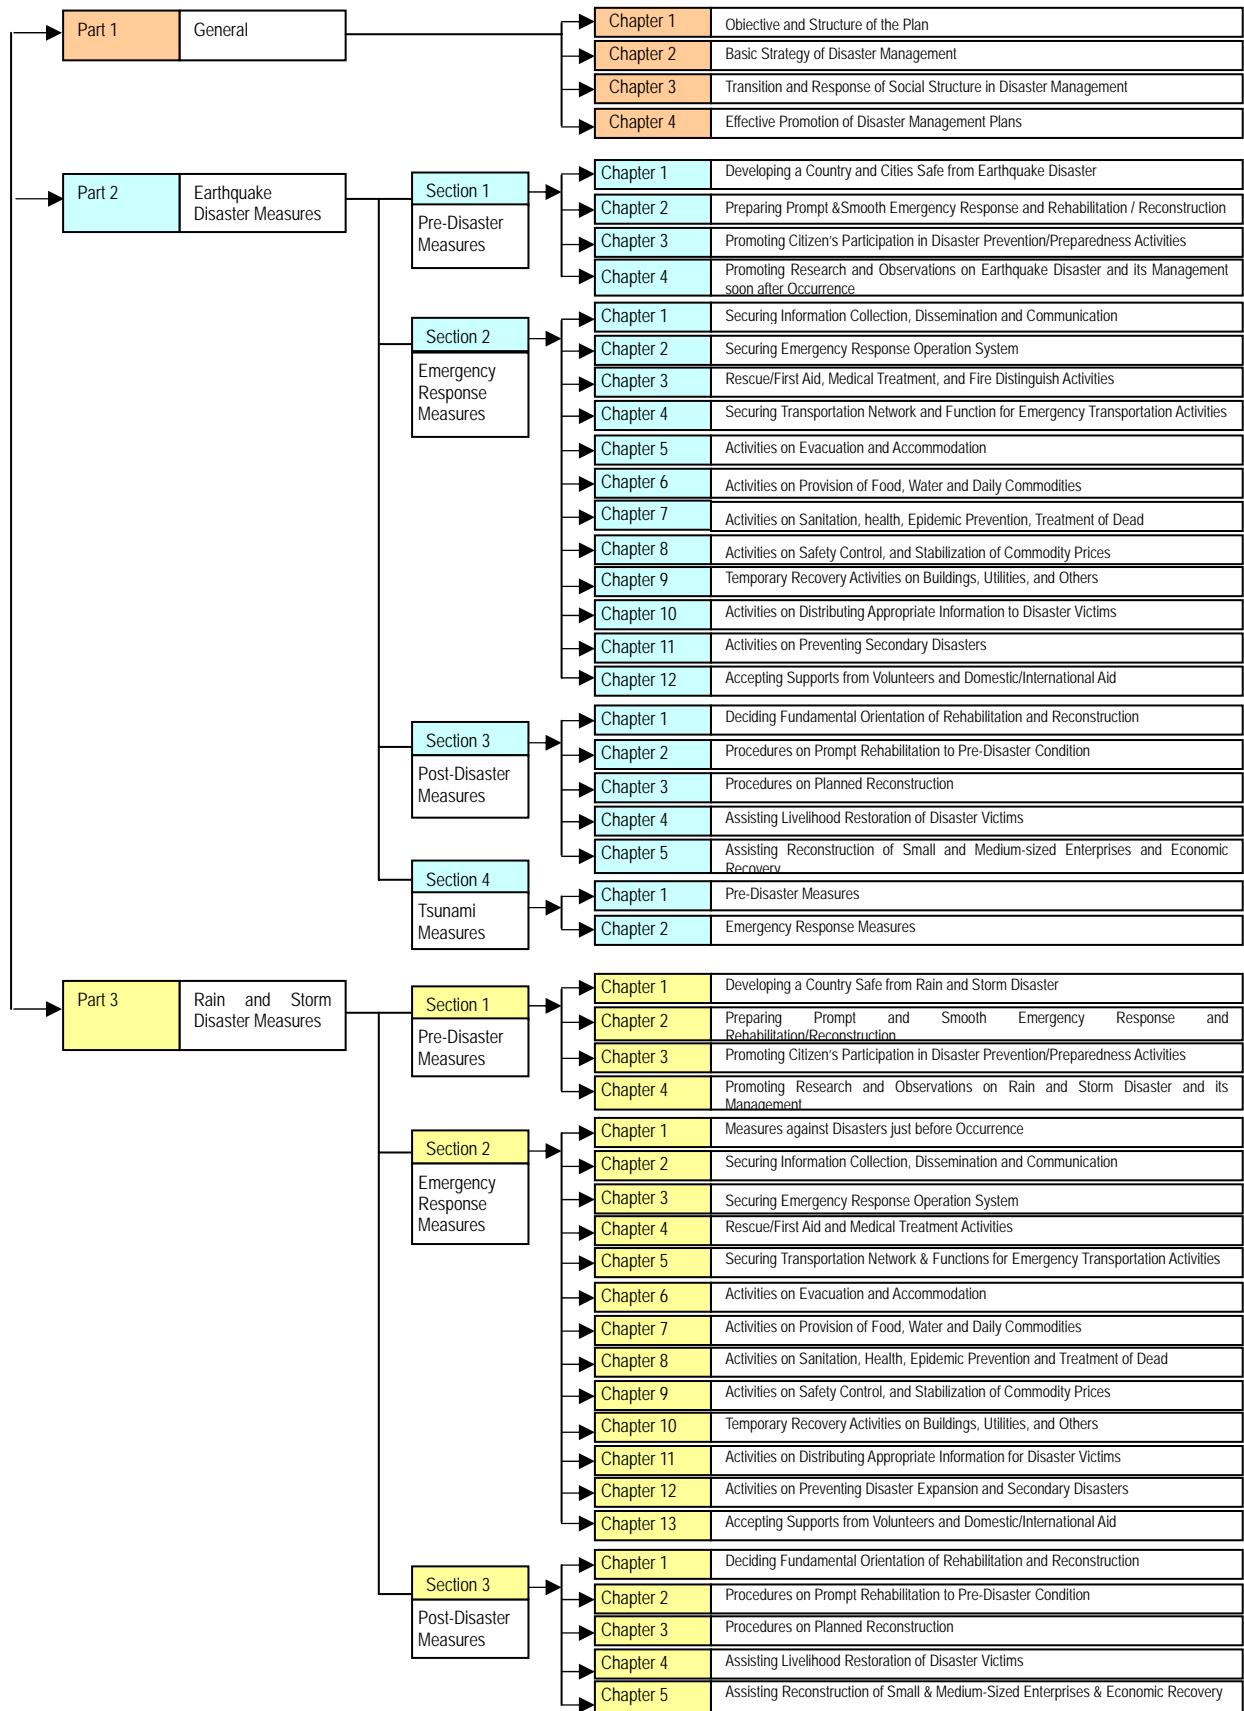 Part 1
General
Chapter 1
Obiective and Structure of the Plan
Chapter 2
Basic Strategy of Disaster Management
Chapter 3
Transition and Response of Social Structure in Disaster Management
Chapter 4
Effective Promotion of Disaster Management Plans
Part 2
Earthquake
Disaster Measures
Section 1
Pre-Disaster
Measures
Chapter 1
Developing a Country and Cities Safe from Earthquake Disaster
Chapter 2
Preparing Prompt &Smooth Emergency Response and Rehabilitation / Reconstruction
Chapter 3
Promoting Citizen's Participation in Disaster Prevention/Preparedness Activities
Chapter 4
Promoting Research and Observations on Earthquake Disaster and its Management
soon after Occurrence
Section 2
Emergency
Response
Measures
Chapter 1
Securing Information Collection, Dissemination and Communication
Chapter 2
Securing Emergency Response Operation System
Chapter 3
Rescue/First Aid, Medical Treatment, and Fire Distinguish Activities
Chapter 4
Securing Transportation Network and Function for Emergency Transportation Activities
Chapter 5
Activities on Evacuation and Accommodation
Chapter 6
Activities on Provision of Food, Water and Daily Commodities
Chapter 7
Activities on Sanitation, health, Epidemic Prevention, Treatment of Dead
Chapter 8
Activities on Safety Control, and Stabilization of Commodity Prices
Chapter 9
Temporary Recovery Activities on Buildings, Utilities, and Others
Chapter 10
Activities on Distributing Appropriate Information to Disaster Victims
Chapter 11
Activities on Preventing Secondary Disasters
Chapter 12
Accepting Supports from Volunteers and Domestic/International Aid
Section 3
Post-Disaster
Measures
Chapter 1
Deciding Fundamental Orientation of Rehabilitation and Reconstruction
Chapter 2
Procedures on Prompt Rehabilitation to Pre-Disaster Condition
Chapter 3
Procedures on Planned Reconstruction
Chapter 4
Assisting Livelihood Restoration of Disaster Victims
Chapter 5
Assisting Reconstruction of Small and Medium-sized Enterprises and Economic
Recovery
Section 4
Tsunami
Measures
Chapter 1
Pre-Disaster Measures
Chapter 2
Emergency Response Measures
Part 3
Rain and Storm
Disaster Measures
Section 1
Pre-Disaster
Measures
Chapter 1
Developing a Country Safe from Rain and Storm Disaster
Chapter 2
Preparing Prompt and Smooth Emergency Response and
Rehabilitation/Reconstruction
Chapter 3
Promoting Citizen's Participation in Disaster Prevention/Preparedness Activities
Chapter 4
Promoting Research and Observations on Rain and Storm Disaster and its
Management
Section 2
Emergency
Response
Measures
Chapter 1
Measures against Disasters just before Occurrence
Chapter 2
Securing Information Collection, Dissemination and Communication
Chapter 3
Securing Emergency Response Operation System
Chapter 4
Rescue/First Aid and Medical Treatment Activities
Chapter 5
Securing Transportation Network & Functions for Emergency Transportation Activities
Chapter 6
Activities on Evacuation and Accommodation
Chapter 7
Activities on Provision of Food, Water and Daily Commodities
Chapter 8
Activities on Sanitation, Health, Epidemic Prevention and Treatment of Dead
Chapter 9
Activities on Safety Control, and Stabilization of Commodity Prices
Chapter 10
Temporary Recovery Activities on Buildings, Utilities, and Others
Chapter 11
Activities on Distributing Appropriate Information for Disaster Victims
Chapter 12
Activities on Preventing Disaster Expansion and Secondary Disasters
Chapter 13
Accepting Supports from Volunteers and Domestic/International Aid
Section 3
Post-Disaster
Measures
Chapter 1
Deciding Fundamental Orientation of Rehabilitation and Reconstruction
Chapter 2
Procedures on Prompt Rehabilitation to Pre-Disaster Condition
Chapter 3
Procedures on Planned Reconstruction
Chapter 4
Assisting Livelihood Restoration of Disaster Victims
Chapter 5
Assisting Reconstruction of Small & Medium-Sized Enterprises & Economic Recovery